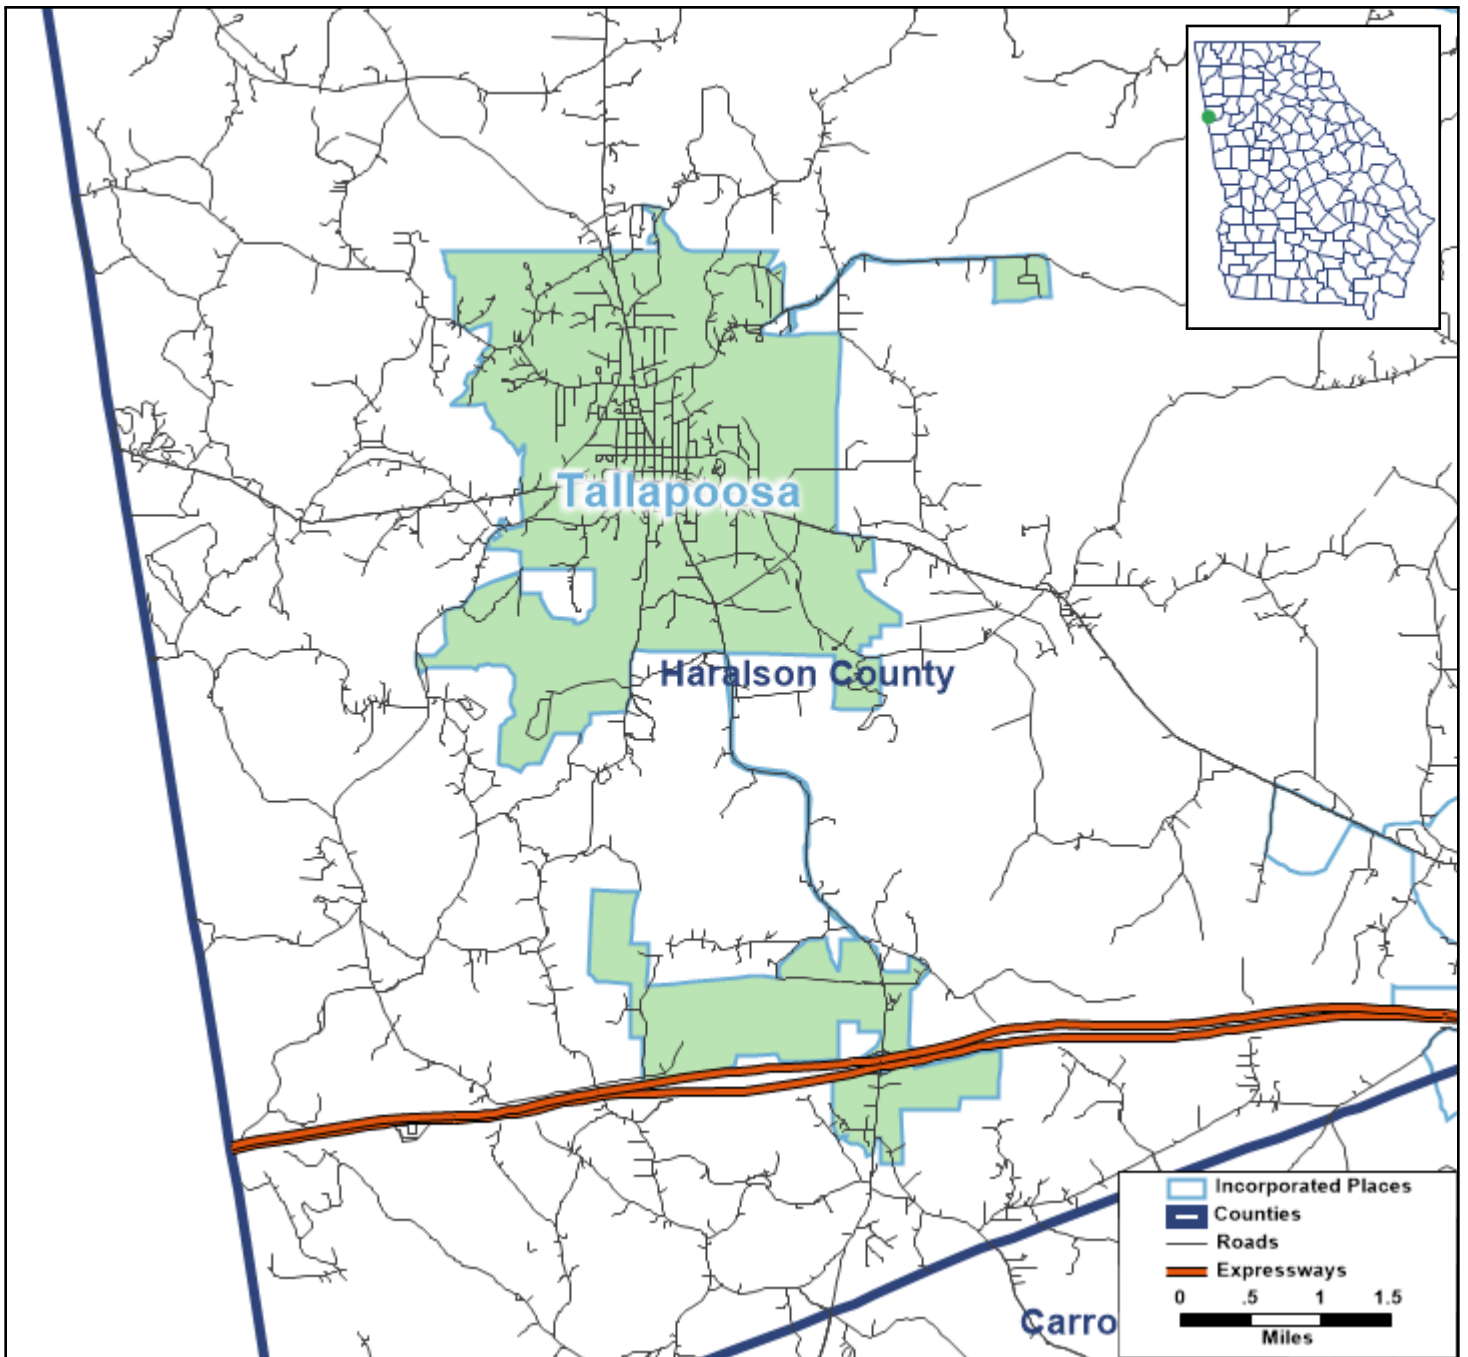 Tallapoosa
Haralson County
Carro
Incorporated Places
Counties
Roads
Expressways
0 .5 1 1.5
Miles